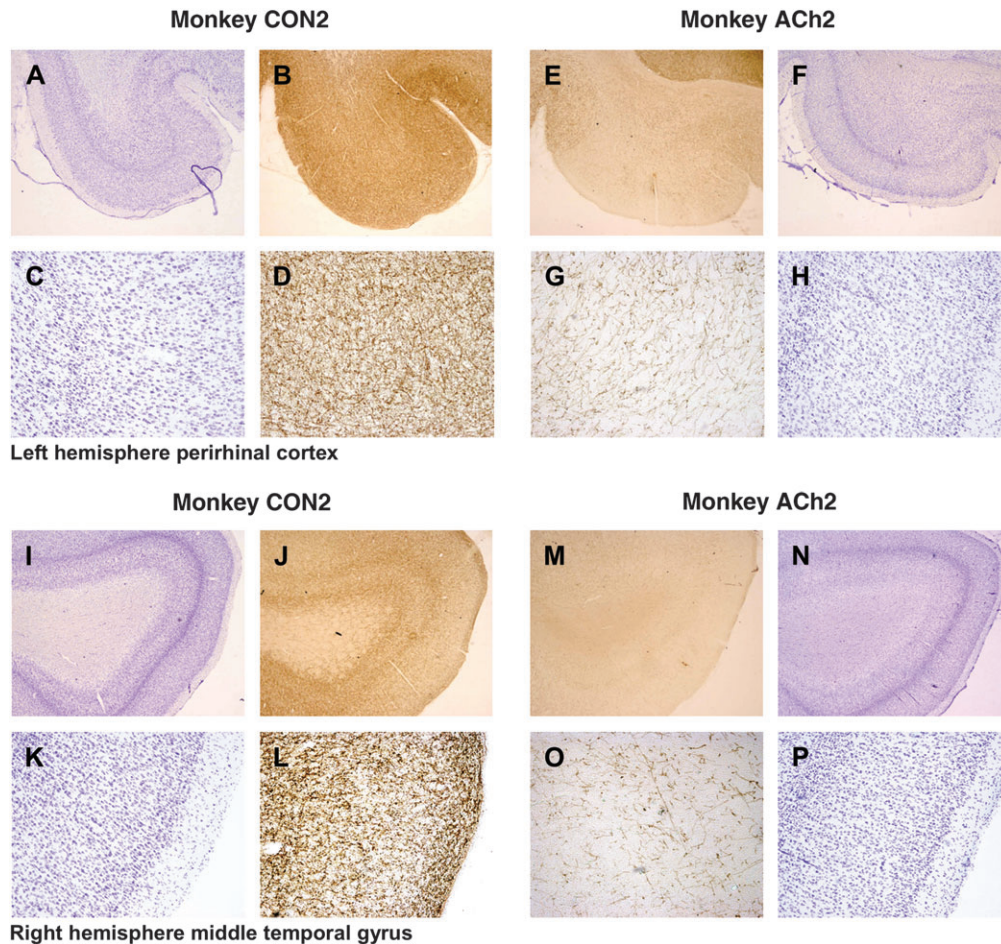 Monkey CON2 Monkey ACh2
A B E F
C D G H
Left hemisphere perirhinal cortex
Monkey CON2 Monkey ACh2
I J M N
K L O P
Right hemisphere middle temporal gyrus